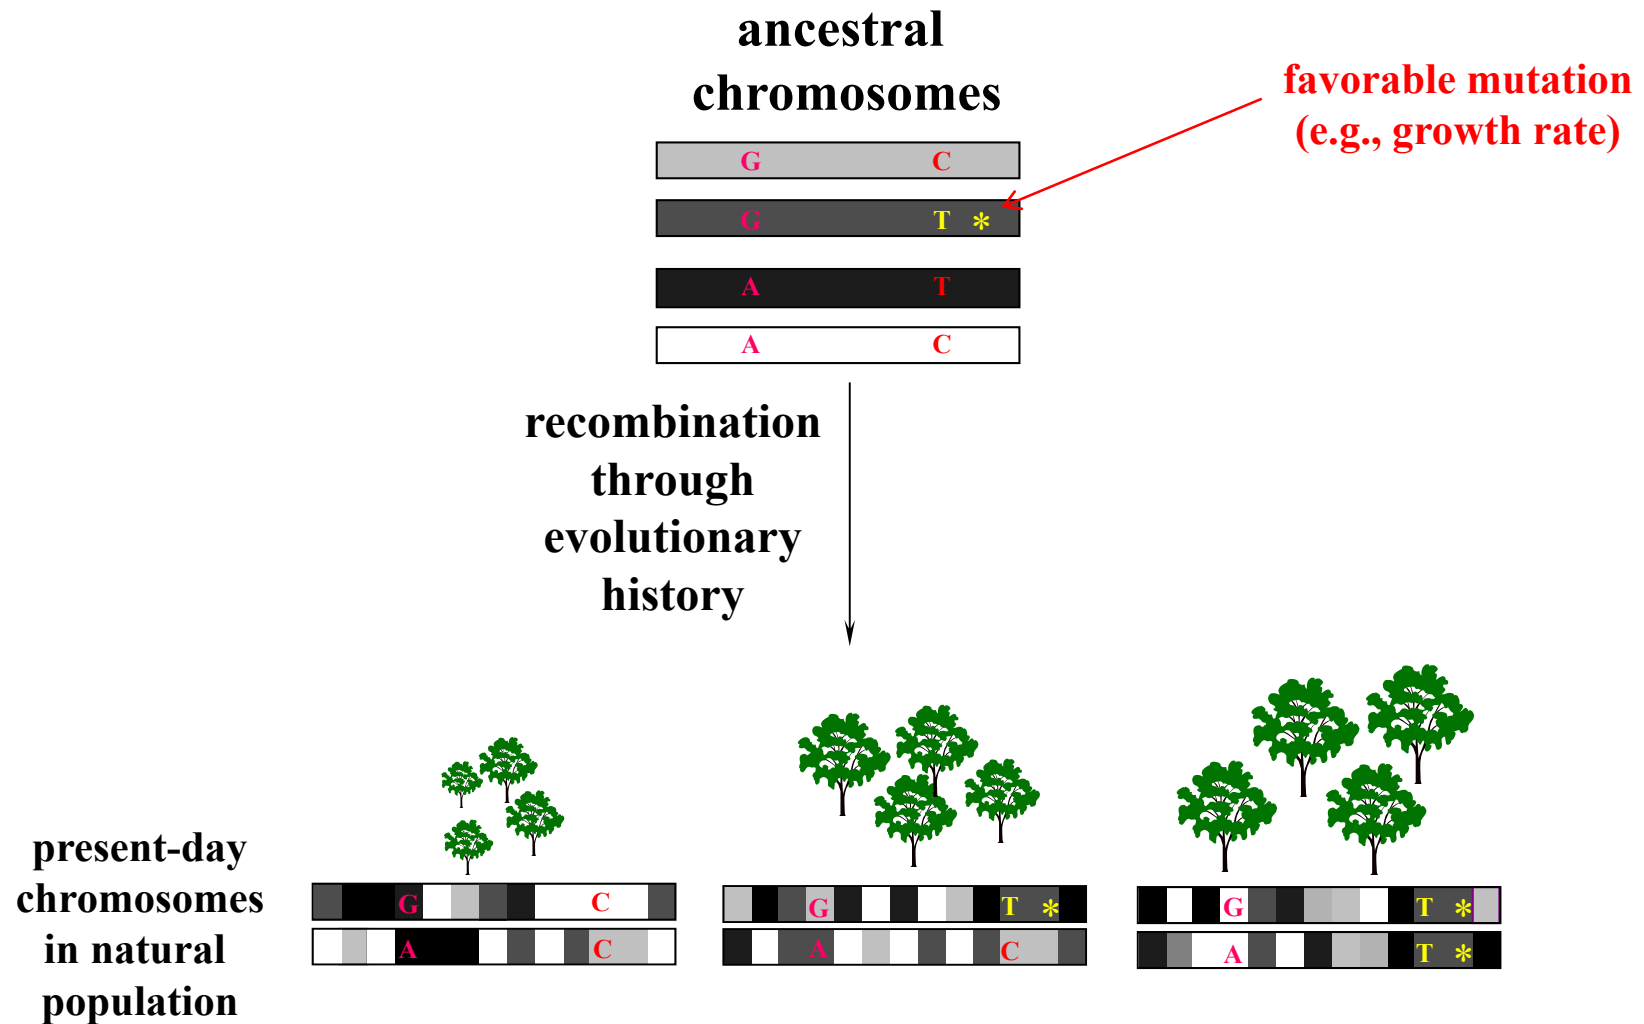 ancestral
chromosomes
favorable mutation
(e.g., growth rate)
G C
G T *
A T
A C
recombination
through
evolutionary
history
present-day
chromosomes
in natural
population
G C
A C
G T *
A C
G T *
A T *